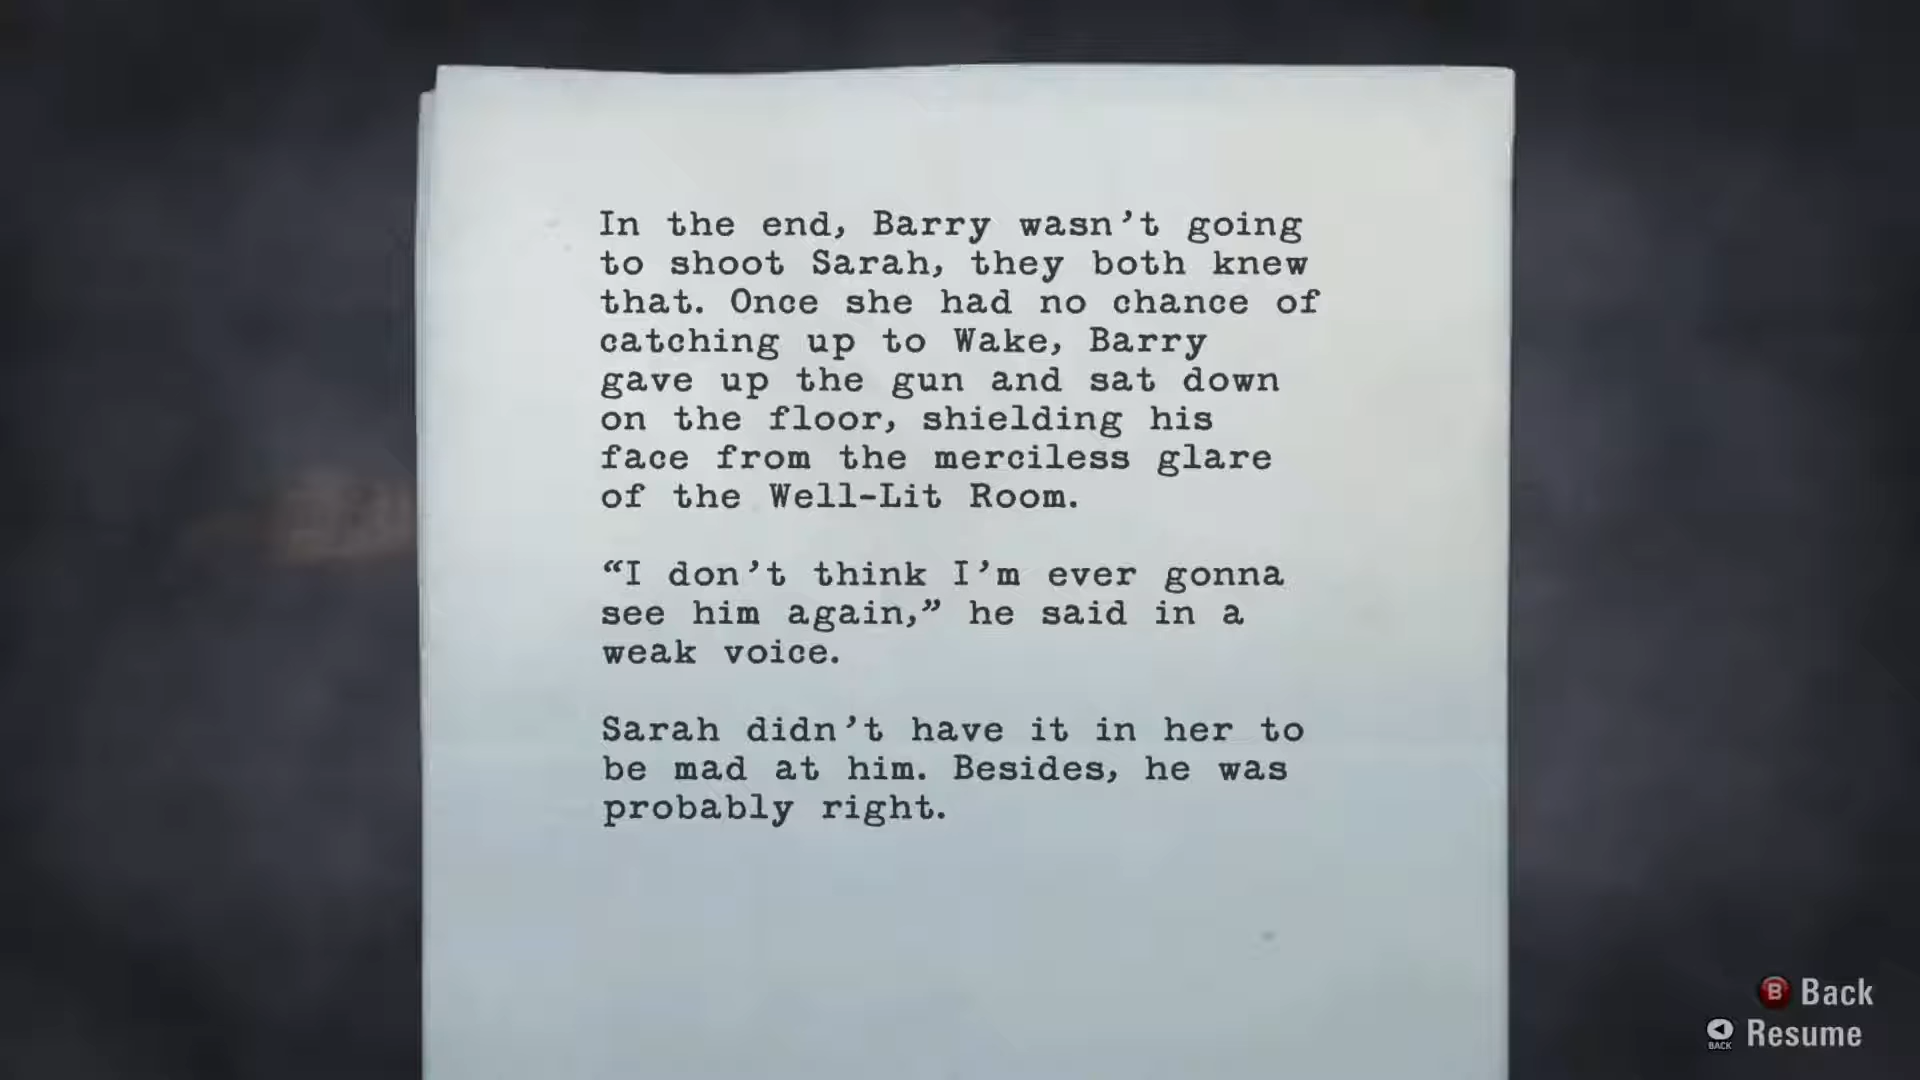 In the end, Barry wasn’t going
to shoot Sarah, they both knew
that. Once she had no chance of
catching up to Wake, Barry
gave up the gun and sat down
on the floor, shielding his
face from the merciless glare
of the Well-Lit Room.
“I don’t think I’m ever gonna
see him again,” he said in a
weak voice.
Sarah didn’t have it in her to
be mad at him. Besides, he was
probably right.
B Back
BACK Resume